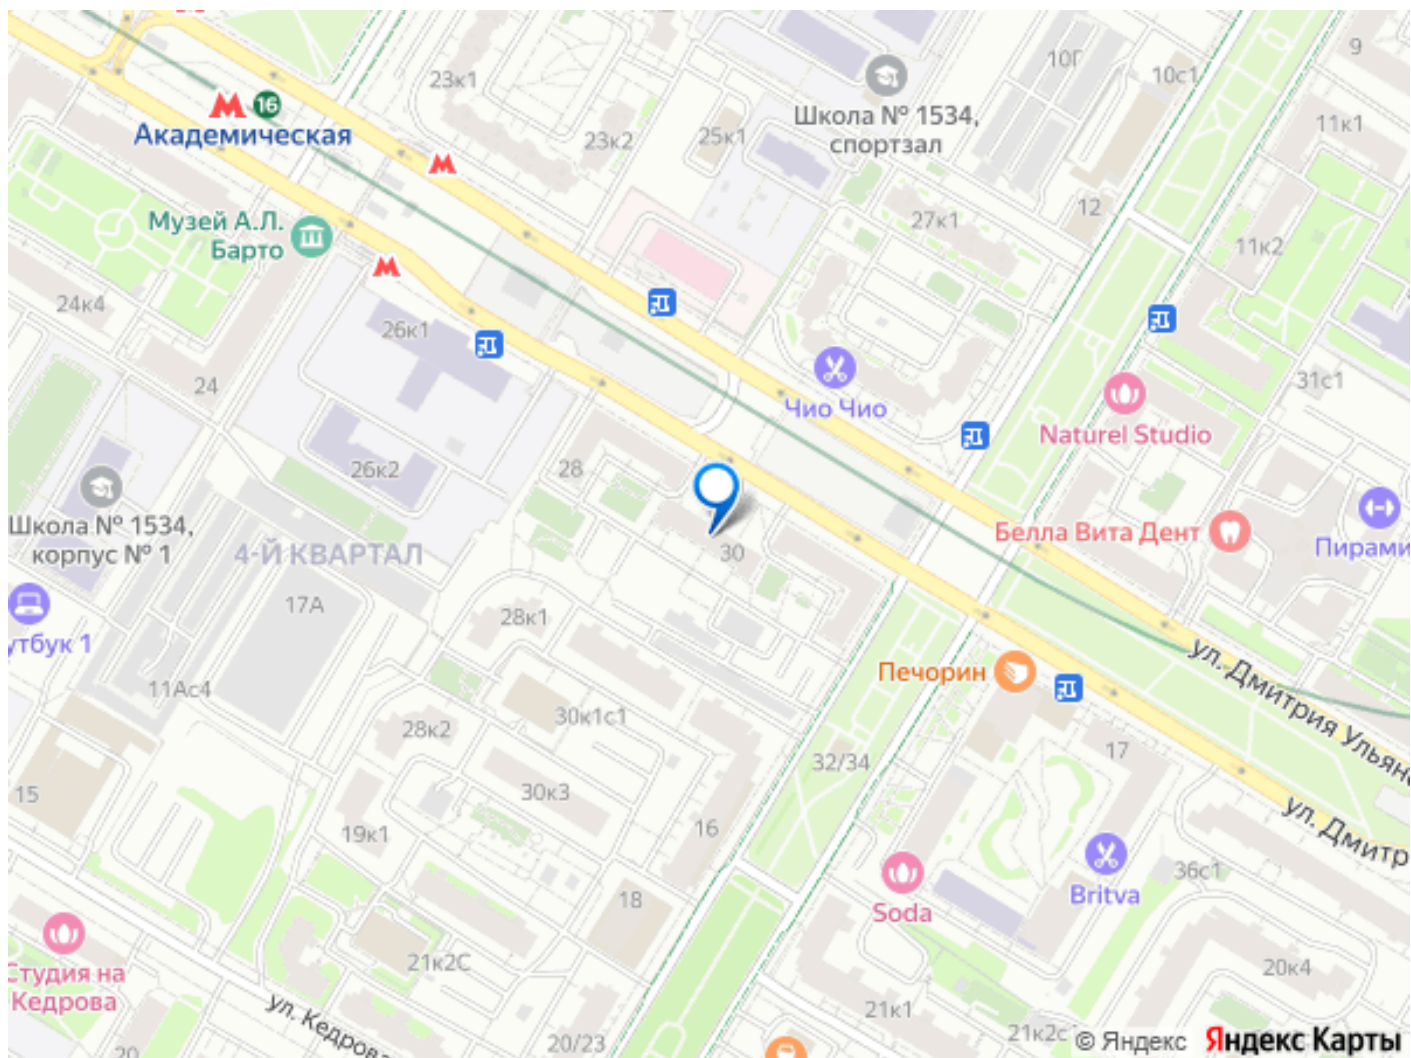 9
10Г
10с1
23к1
16
Академическая
Школа № 1534,
спортзал
11к1
23к2
25к1
12
27к1
11к2
Музей А.Л.
Барто
24к4
26к1
24
Чио Чио
31с1
Naturel Studio
26к2
28
Школа № 1534,
корпус № 1
4-Й КВАРТАЛ
30
Белла Вита Дент
Пирами
17А
28к1
утбук 1
ул. Дмитрия Ульяно
Печорин
11Ас4
28к2
30к1с1
32/34
17
15
30к3
19к1
16
ул. Дмитр
36с1
Soda
Britva
18
21к2С
Студия на
Кедрова
20к4
ул. Кедрова
21к1
21к2с
20
20/23
© Яндекс
Яндекс Карты